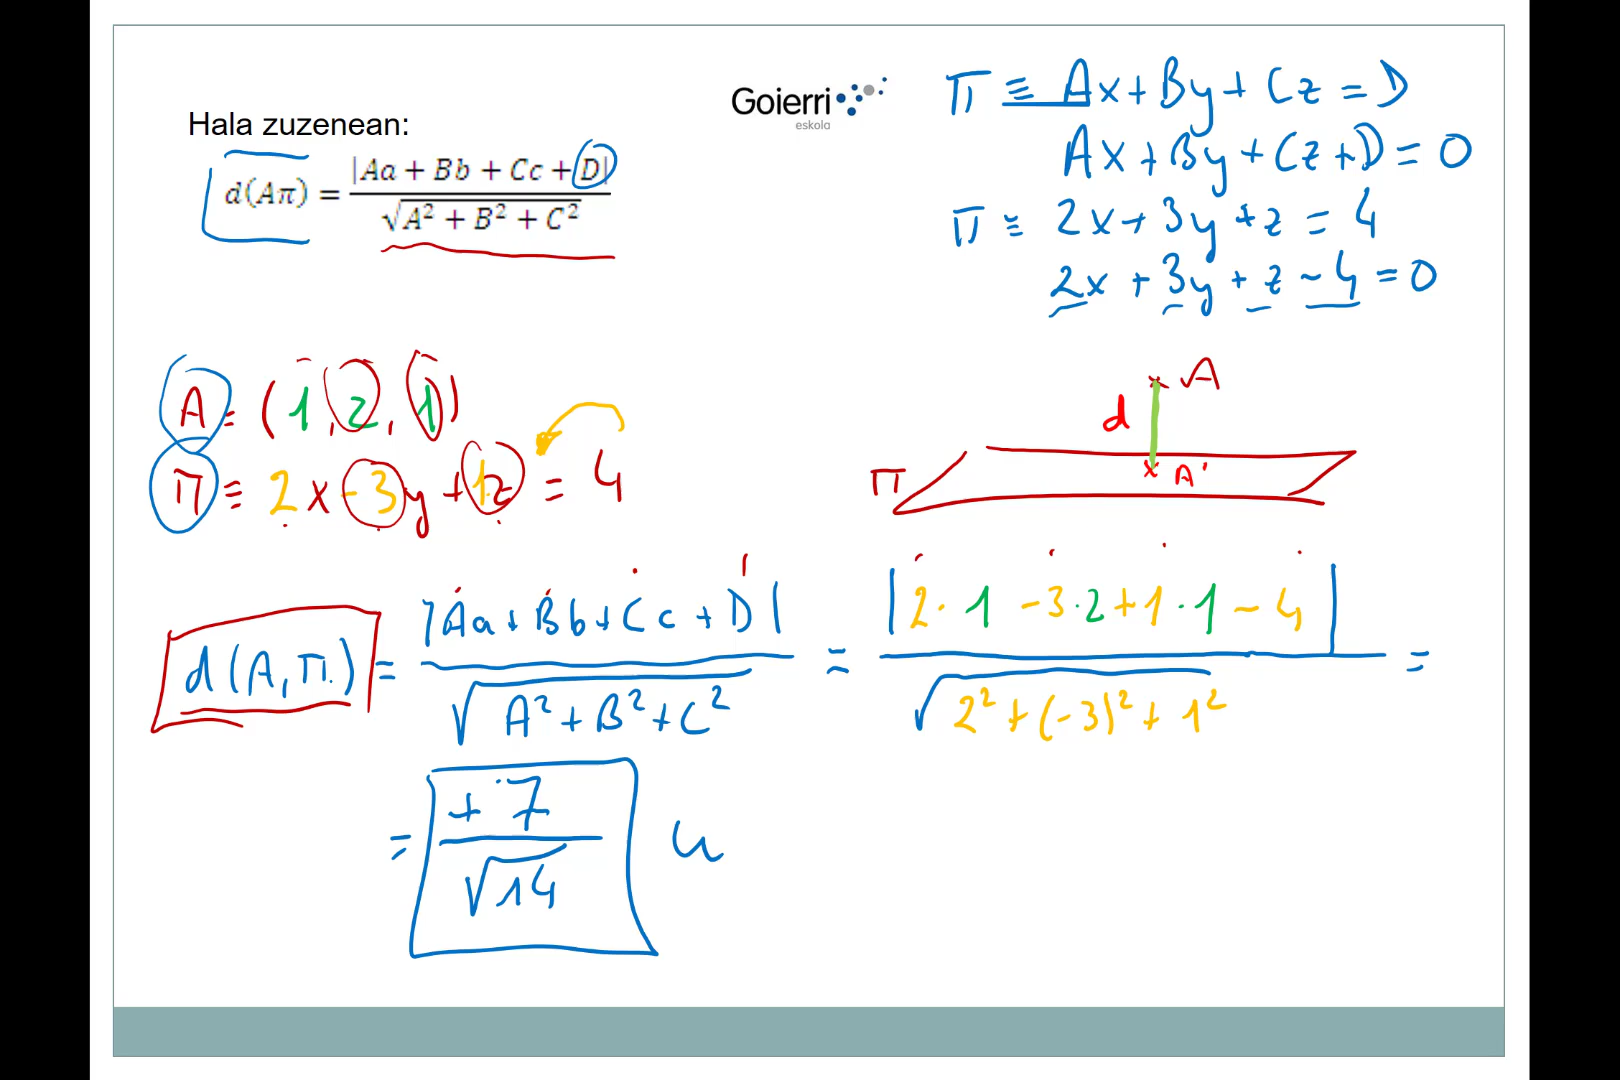 Hala zuzenean:
d(Aπ) = |Aa + Bb + Cc + D| / √A² + B² + C²
Goierri
eskola
π ≡ Ax + By + Cz = D
Ax + By + Cz + D = 0
π ≡ 2x + 3y + z = 4
2x + 3y + z - 4 = 0
A ≡ (1, 2, 1)
π ≡ 2x - 3y + 1z = 4
A
d
π
A'
d(A, π) = |Aa + Bb + Cc + D| / √A² + B² + C² = |2·1 - 3·2 + 1·1 - 4| / √2² + (-3)² + 1² =
= + 7 / √14 u